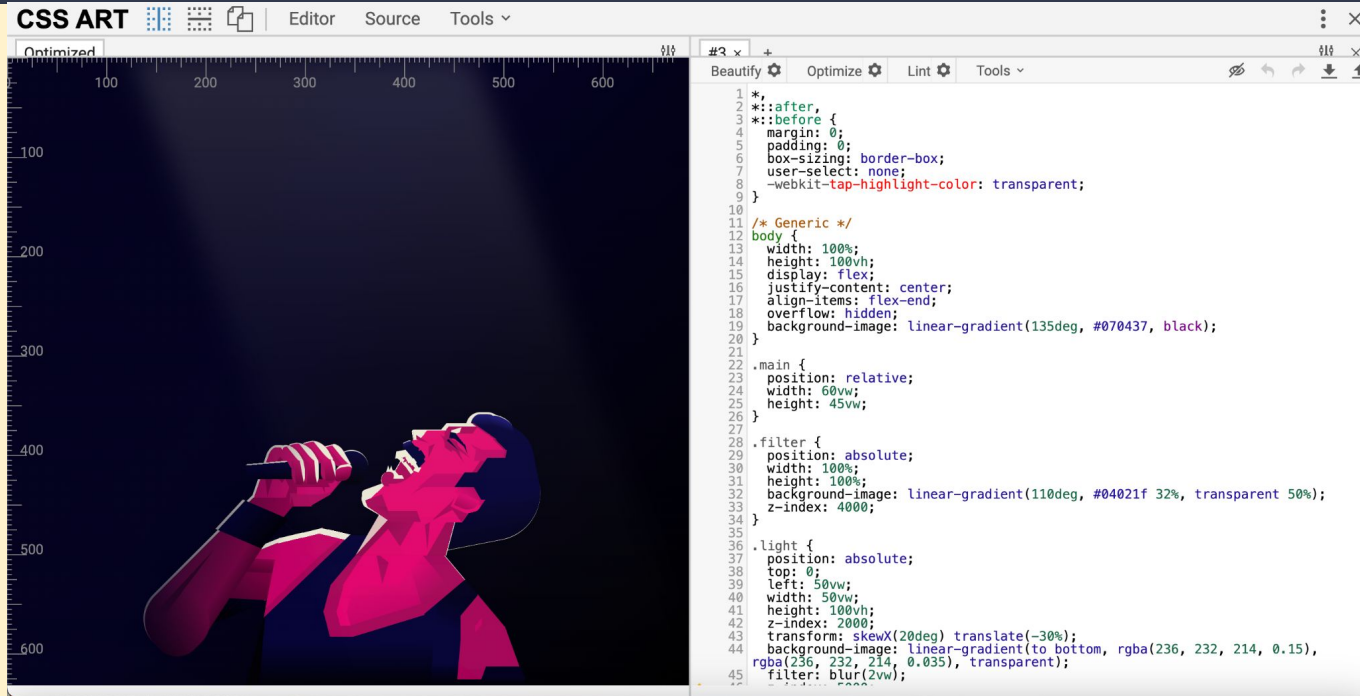 CSS ART Editor Source Tools
Optimized
100 200 300 400 500 600
100
200
300
400
500
600
#3 × +
Beautify Optimize Lint Tools
1 *,
2 *::after,
3 *::before {
4 margin: 0;
5 padding: 0;
6 box-sizing: border-box;
7 user-select: none;
8 -webkit-tap-highlight-color: transparent;
9 }
10
11 /* Generic */
12 body {
13 width: 100%;
14 height: 100vh;
15 display: flex;
16 justify-content: center;
17 align-items: flex-end;
18 overflow: hidden;
19 background-image: linear-gradient(135deg, #070437, black);
20 }
21
22 .main {
23 position: relative;
24 width: 60vw;
25 height: 45vw;
26 }
27
28 .filter {
29 position: absolute;
30 width: 100%;
31 height: 100%;
32 background-image: linear-gradient(110deg, #04021f 32%, transparent 50%);
33 z-index: 4000;
34 }
35
36 .light {
37 position: absolute;
38 top: 0;
39 left: 50vw;
40 width: 50vw;
41 height: 100vh;
42 z-index: 2000;
43 transform: skewX(20deg) translate(-30%);
44 background-image: linear-gradient(to bottom, rgba(236, 232, 214, 0.15),
rgba(236, 232, 214, 0.035), transparent);
45 filter: blur(2vw);